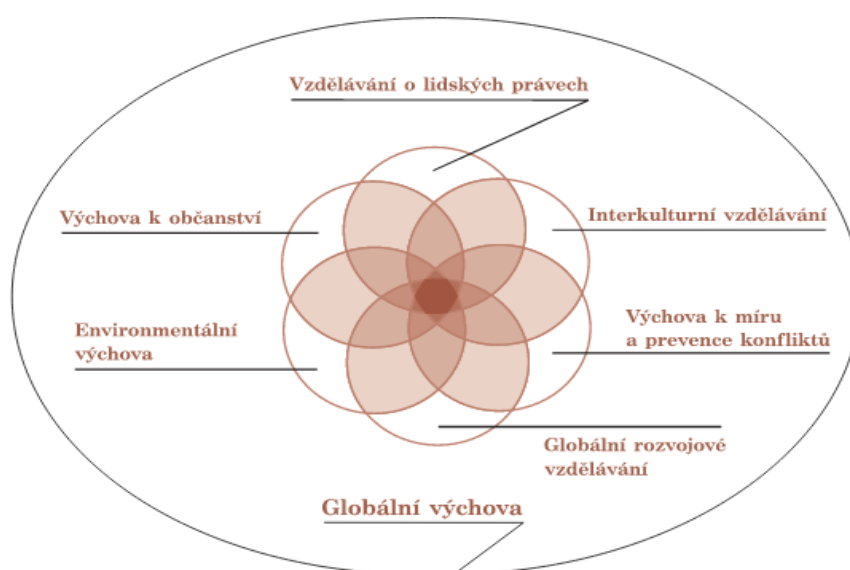 Vzdělávání o lidských právech
Výchova k občanství
Interkulturní vzdělávání
Environmentální
výchova
Výchova k míru
a prevence konfliktů
Globální rozvojové
vzdělávání
Globální výchova